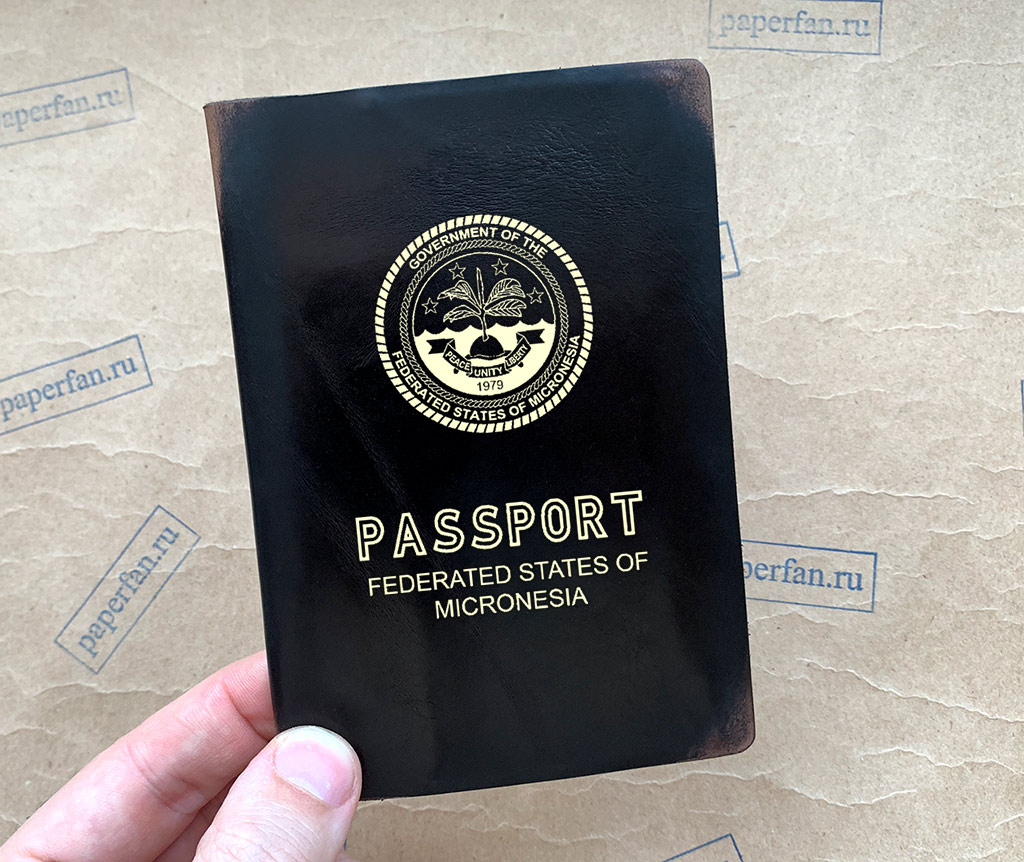 paperfan.ru
paperfan.ru
GOVERNMENT OF THE
PEACE UNITY LIBERTY
1979
FEDERATED STATES OF MICRONESIA
paperfan.ru
PASSPORT
FEDERATED STATES OF
MICRONESIA
paperfan.ru
perfan.ru